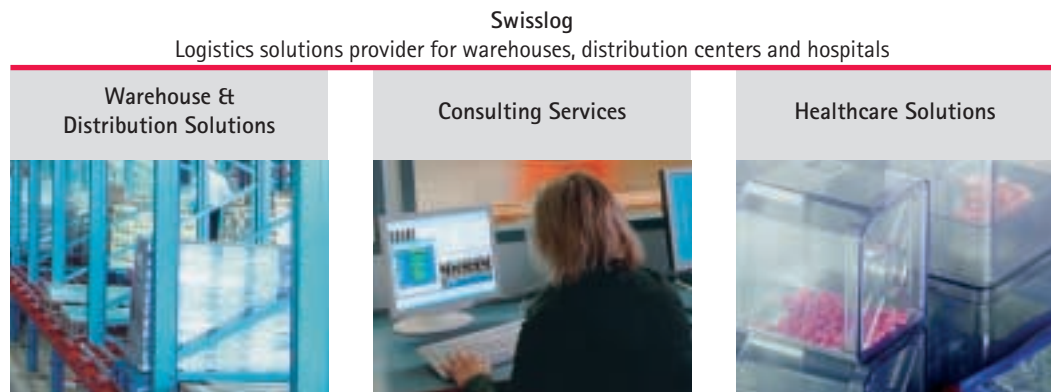 Swisslog
Logistics solutions provider for warehouses, distribution centers and hospitals
Warehouse &
Distribution Solutions
Consulting Services
Healthcare Solutions